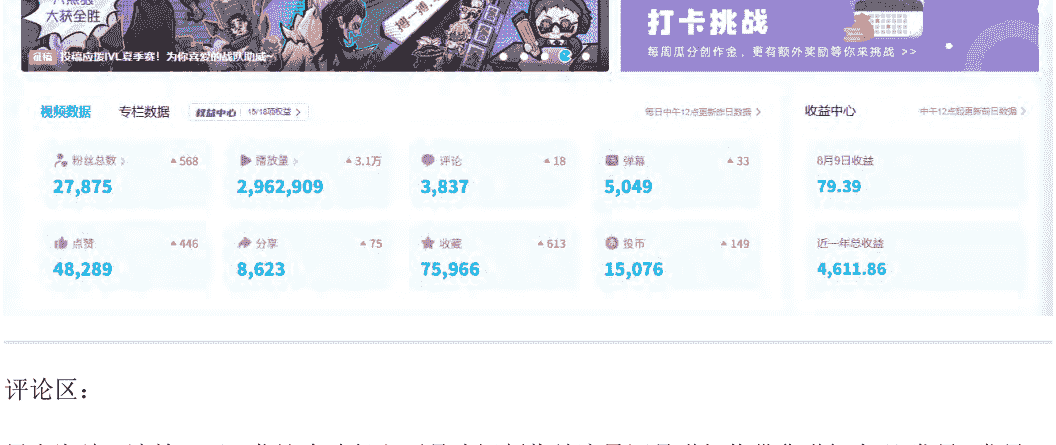 大获全胜
打卡挑战
每周瓜分创作金，更有额外奖励等你来挑战 >>
投稿应援IVL夏季赛！为你喜爱的战队助威~
视频数据 专栏数据 收益中心 15/18项权益 >
每日中午12点更新昨日数据 >
收益中心 中午12点起更新前日数据 >
粉丝总数 > 568
27,875
播放量 > 3.1万
2,962,909
评论 18
3,837
弹幕 33
5,049
8月9日收益
79.39
点赞 446
48,289
分享 75
8,623
收藏 613
75,966
投币 149
15,076
近一年总收益
4,611.86
评论区：